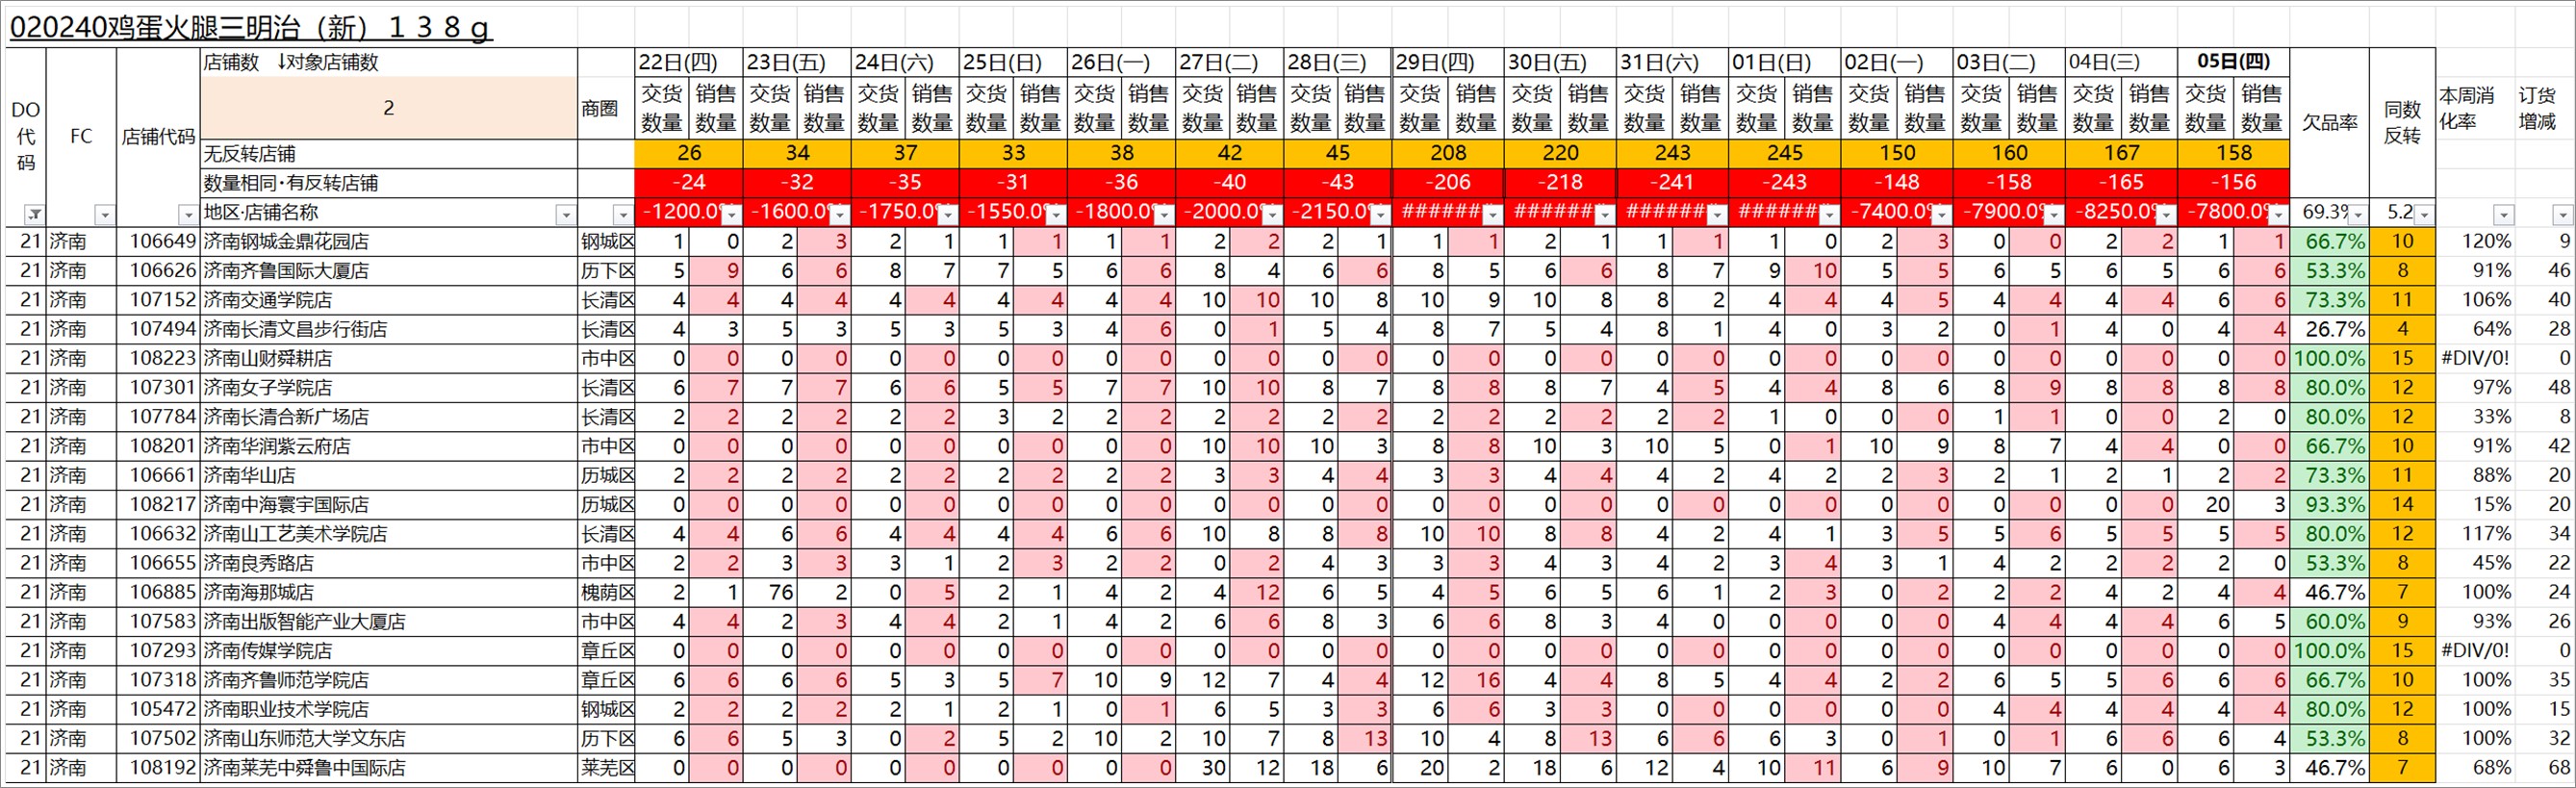 020240鸡蛋火腿三明治（新）１３８ｇ
店铺数 ↓对象店铺数 22日(四) 23日(五) 24日(六) 25日(日) 26日(一) 27日(二) 28日(三) 29日(四) 30日(五) 31日(六) 01日(日) 02日(一) 03日(二) 04日(三) 05日(四)
DO代码 FC 店铺代码 2 商圈 交货数量 销售数量 交货数量 销售数量 交货数量 销售数量 交货数量 销售数量 交货数量 销售数量 交货数量 销售数量 交货数量 销售数量 交货数量 销售数量 交货数量 销售数量 交货数量 销售数量 交货数量 销售数量 交货数量 销售数量 交货数量 销售数量 交货数量 销售数量 交货数量 销售数量 欠品率 同数反转 本周消化率 订货增减
无反转店铺 26 34 37 33 38 42 45 208 220 243 245 150 160 167 158
数量相同·有反转店铺 -24 -32 -35 -31 -36 -40 -43 -206 -218 -241 -243 -148 -158 -165 -156
地区·店铺名称 -1200.0% -1600.0% -1750.0% -1550.0% -1800.0% -2000.0% -2150.0% ###### ###### ###### ###### -7400.0% -7900.0% -8250.0% -7800.0% 69.3% 5.2
21 济南 106649 济南钢城金鼎花园店 钢城区 1 0 2 3 2 1 1 1 1 1 2 2 2 1 1 1 2 1 1 1 1 0 2 3 0 0 2 2 1 1 66.7% 10 120% 9
21 济南 106626 济南齐鲁国际大厦店 历下区 5 9 6 6 8 7 7 5 6 6 8 4 6 6 8 5 6 6 8 7 9 10 5 5 6 5 6 5 6 6 53.3% 8 91% 46
21 济南 107152 济南交通学院店 长清区 4 4 4 4 4 4 4 4 4 4 10 10 10 8 10 9 10 8 8 2 4 4 4 5 4 4 4 4 6 6 73.3% 11 106% 40
21 济南 107494 济南长清文昌步行街店 长清区 4 3 5 3 5 3 5 3 4 6 0 1 5 4 8 7 5 4 8 1 4 0 3 2 0 1 4 0 4 4 26.7% 4 64% 28
21 济南 108223 济南山财舜耕店 市中区 0 0 0 0 0 0 0 0 0 0 0 0 0 0 0 0 0 0 0 0 0 0 0 0 0 0 0 0 0 0 100.0% 15 #DIV/0! 0
21 济南 107301 济南女子学院店 长清区 6 7 7 7 6 6 5 5 7 7 10 10 8 7 8 8 8 7 4 5 4 4 8 6 8 9 8 8 8 8 80.0% 12 97% 48
21 济南 107784 济南长清合新广场店 长清区 2 2 2 2 2 2 3 2 2 2 2 2 2 2 2 2 2 2 2 2 1 0 0 0 1 1 0 0 2 0 80.0% 12 33% 8
21 济南 108201 济南华润紫云府店 市中区 0 0 0 0 0 0 0 0 0 0 10 10 10 3 8 8 10 3 10 5 0 1 10 9 8 7 4 4 0 0 66.7% 10 91% 42
21 济南 106661 济南华山店 历城区 2 2 2 2 2 2 2 2 2 2 3 3 4 4 3 3 4 4 4 2 4 2 2 3 2 1 2 1 2 2 73.3% 11 88% 20
21 济南 108217 济南中海寰宇国际店 历城区 0 0 0 0 0 0 0 0 0 0 0 0 0 0 0 0 0 0 0 0 0 0 0 0 0 0 0 0 20 3 93.3% 14 15% 20
21 济南 106632 济南山工艺美术学院店 长清区 4 4 6 6 4 4 4 4 6 6 10 8 8 8 10 10 8 8 4 2 4 1 3 5 5 6 5 5 5 5 80.0% 12 117% 34
21 济南 106655 济南良秀路店 市中区 2 2 3 3 3 1 2 3 2 2 0 2 4 3 3 3 4 3 4 2 3 4 3 1 4 2 2 2 2 0 53.3% 8 45% 22
21 济南 106885 济南海那城店 槐荫区 2 1 76 2 0 5 2 1 4 2 4 12 6 5 4 5 6 5 6 1 2 3 0 2 2 2 4 2 4 4 46.7% 7 100% 24
21 济南 107583 济南出版智能产业大厦店 市中区 4 4 2 3 4 4 2 1 4 2 6 6 8 3 6 6 8 3 4 0 0 0 0 0 4 4 4 4 6 5 60.0% 9 93% 26
21 济南 107293 济南传媒学院店 章丘区 0 0 0 0 0 0 0 0 0 0 0 0 0 0 0 0 0 0 0 0 0 0 0 0 0 0 0 0 0 0 100.0% 15 #DIV/0! 0
21 济南 107318 济南齐鲁师范学院店 章丘区 6 6 6 6 5 3 5 7 10 9 12 7 4 4 12 16 4 4 8 5 4 4 2 2 6 5 5 6 6 6 66.7% 10 100% 35
21 济南 105472 济南职业技术学院店 钢城区 2 2 2 2 2 1 2 1 0 1 6 5 3 3 6 6 3 3 0 0 0 0 0 0 4 4 4 4 4 4 80.0% 12 100% 15
21 济南 107502 济南山东师范大学文东店 历下区 6 6 5 3 0 2 5 2 10 2 10 7 8 13 10 4 8 13 6 6 6 3 0 1 0 1 6 6 6 4 53.3% 8 100% 32
21 济南 108192 济南莱芜中舜鲁中国际店 莱芜区 0 0 0 0 0 0 0 0 0 0 30 12 18 6 20 2 18 6 12 4 10 11 6 9 10 7 6 0 6 3 46.7% 7 68% 68